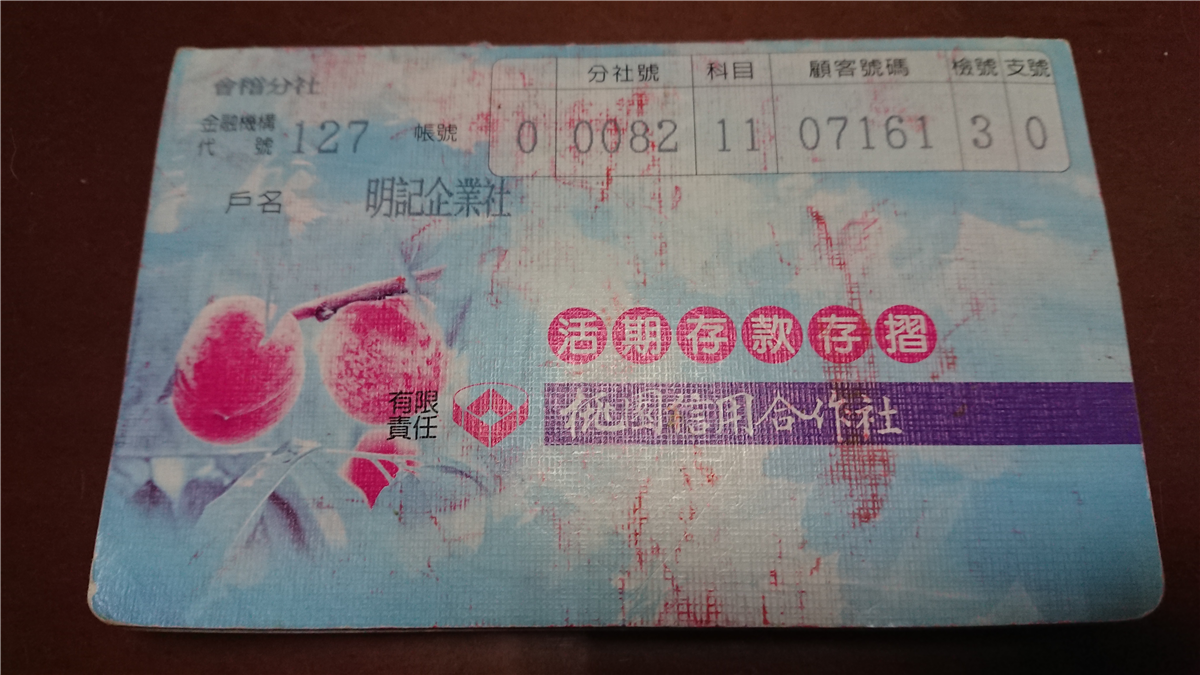 會稽分社
分社號 科目 顧客號碼 檢號 支號
金融機構
代 號 127 帳號 0 0082 11 07161 3 0
戶名 明記企業社
活期存款存摺
有限
責任
桃園信用合作社